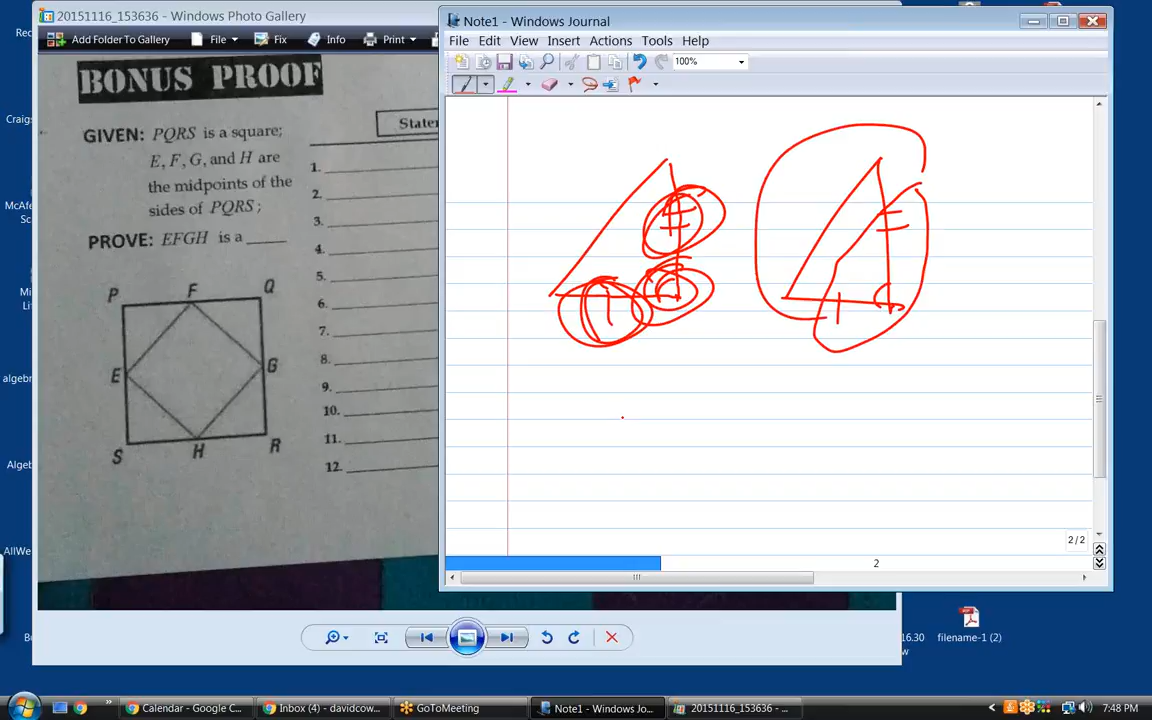 20151116_153636 - Windows Photo Gallery
Add Folder To Gallery File Fix Info Print
BONUS PROOF
GIVEN: PQRS is a square;
E, F, G, and H are
the midpoints of the
sides of PQRS;
PROVE: EFGH is a ____
P F Q
E G
S H R
1.
2.
3.
4.
5.
6.
7.
8.
9.
10.
11.
12.
Note1 - Windows Journal
File Edit View Insert Actions Tools Help
100%
2 / 2
2
filename-1 (2)
Calendar - Google C...
Inbox (4) - davidcow...
GoToMeeting
Note1 - Windows Jo...
20151116_153636 - ...
7:48 PM